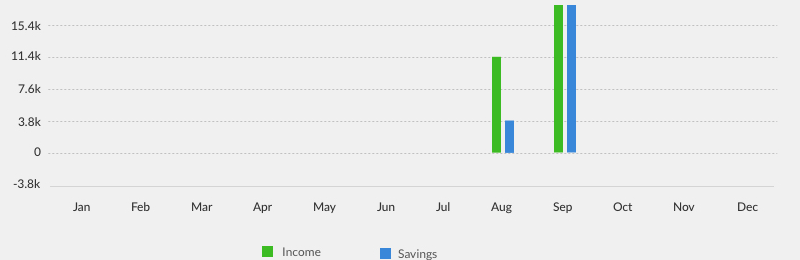 15.4k
11.4k
7.6k
3.8k
0
-3.8k
Jan Feb Mar Apr May Jun Jul Aug Sep Oct Nov Dec
Income Savings